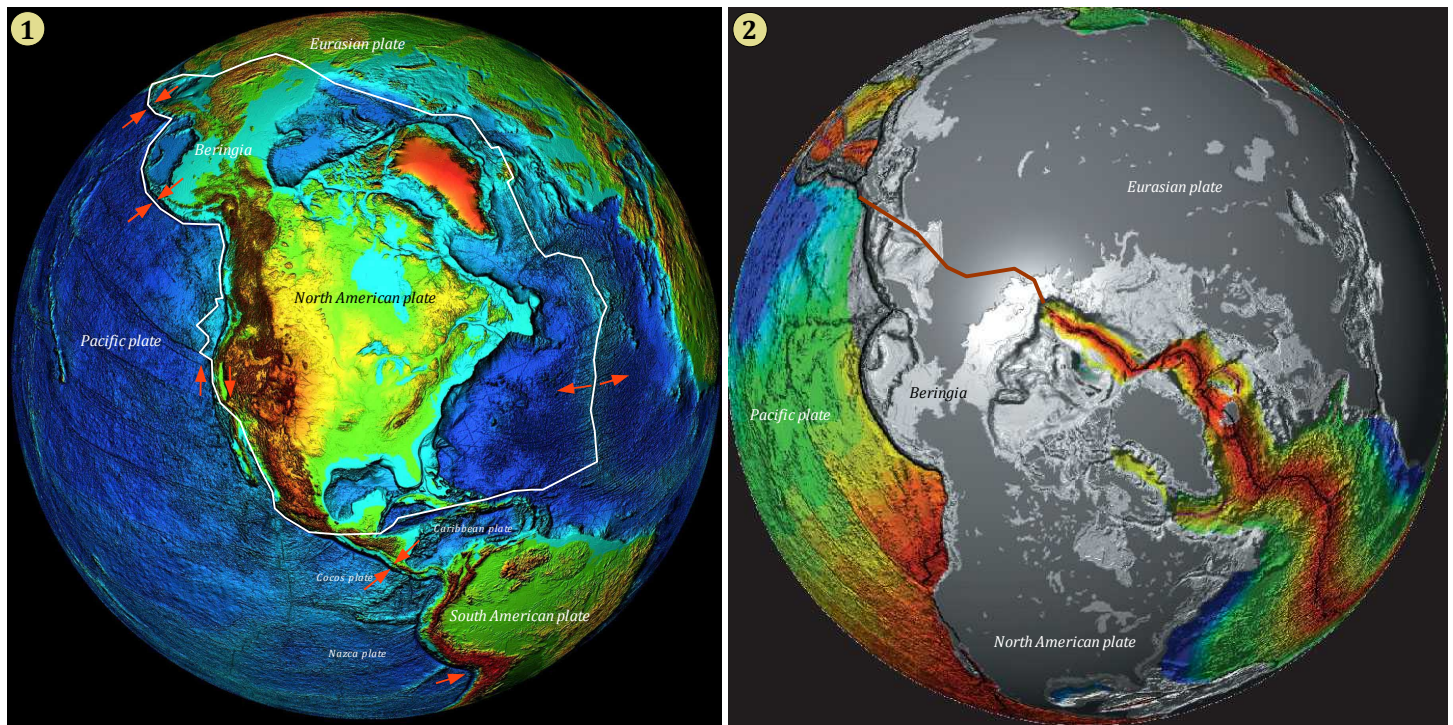 1
Eurasian plate
Beringia
North American plate
Pacific plate
Caribbean plate
Cocos plate
South American plate
Nazca plate
2
Eurasian plate
Beringia
Pacific plate
North American plate